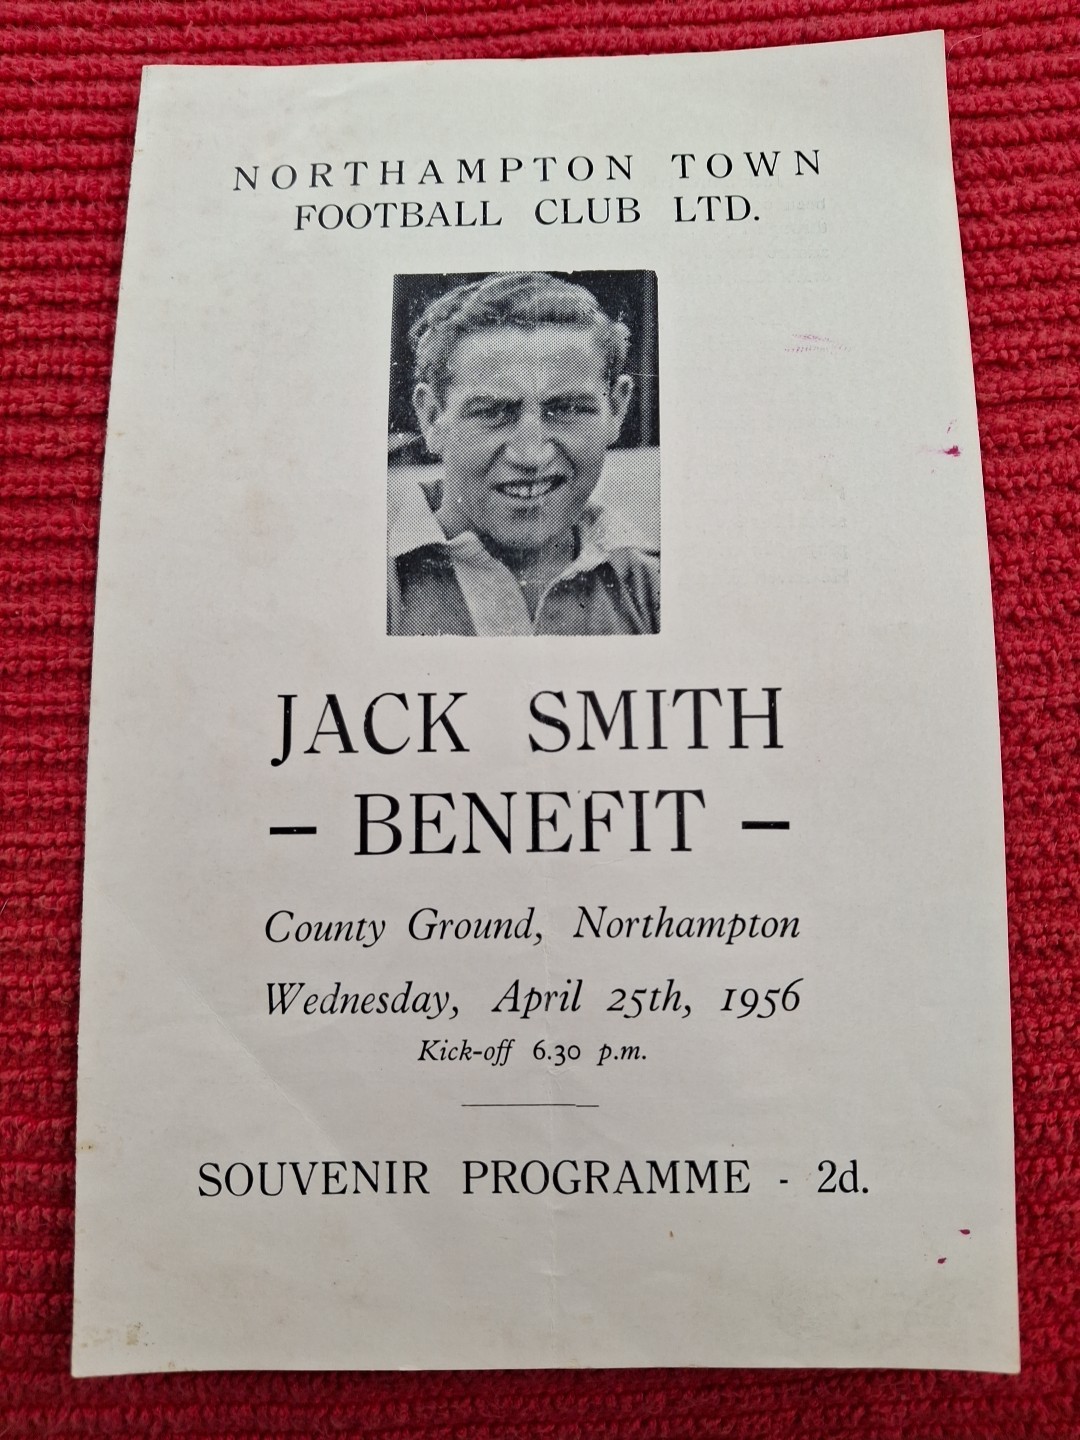 NORTHAMPTON TOWN
FOOTBALL CLUB LTD.
JACK SMITH
– BENEFIT –
County Ground, Northampton
Wednesday, April 25th, 1956
Kick-off 6.30 p.m.
SOUVENIR PROGRAMME - 2d.